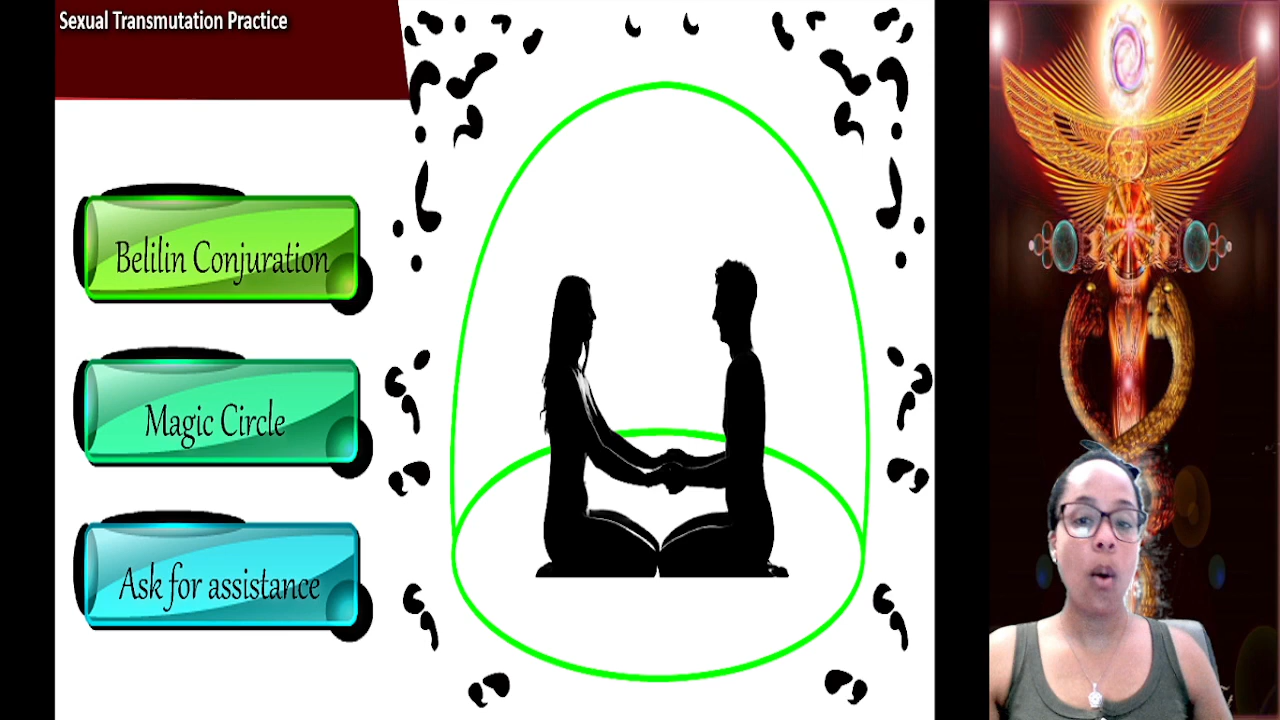 Sexual Transmutation Practice
Belilin Conjuration
Magic Circle
Ask for assistance